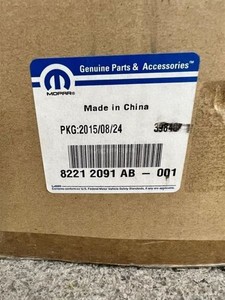 Genuine Parts & Accessories™
MOPAR®
Made in China
PKG:2015/08/24
8221 2091 AB - 001